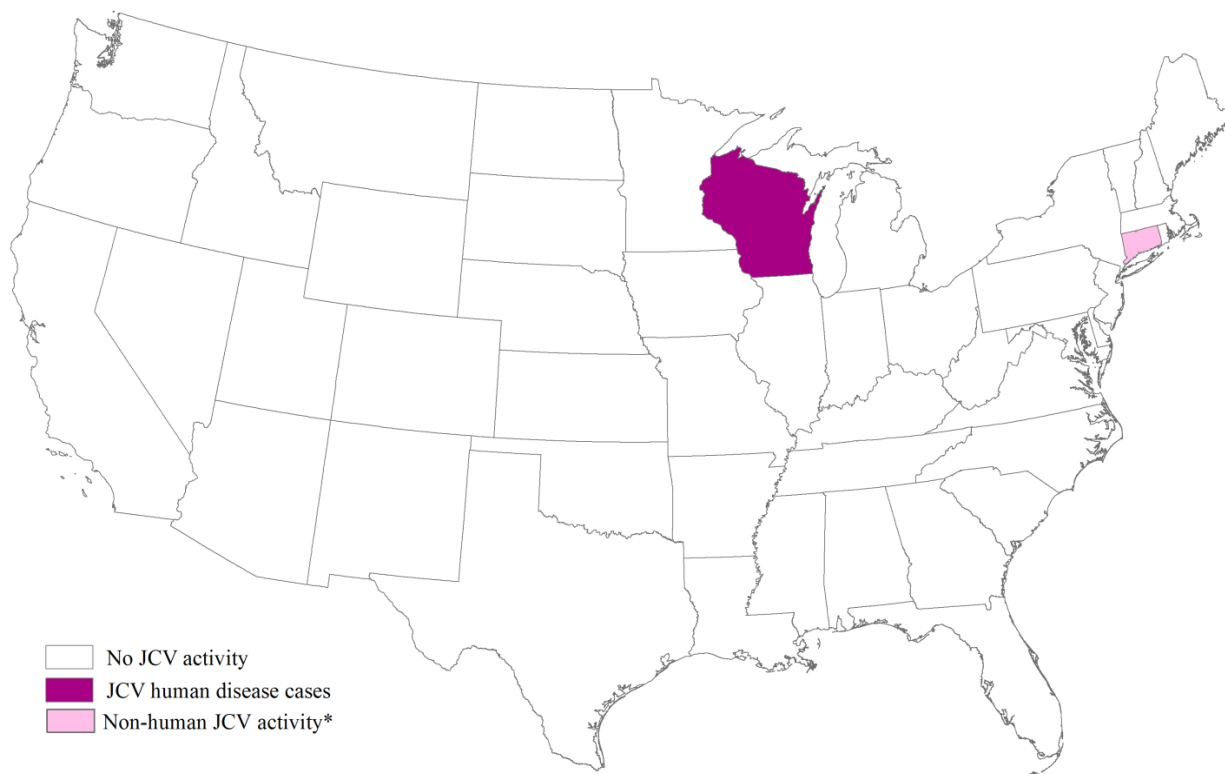 No JCV activity
JCV human disease cases
Non-human JCV activity*